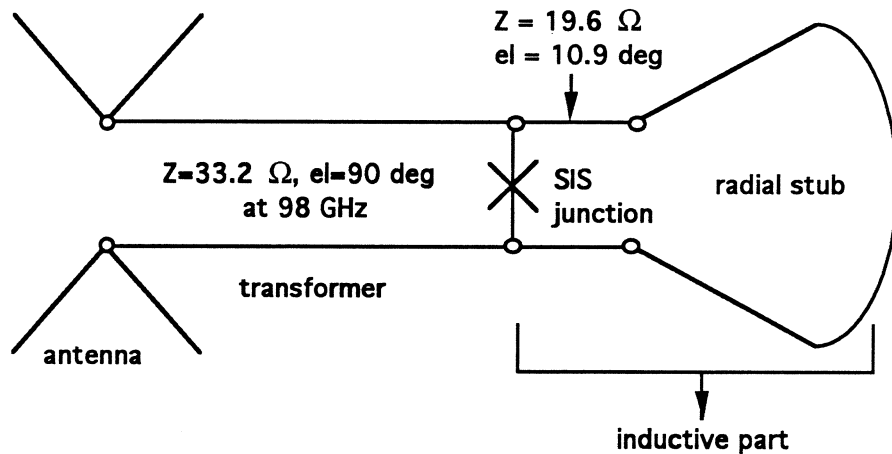 Z = 19.6 Ω
el = 10.9 deg
Z=33.2 Ω, el=90 deg
at 98 GHz
SIS
junction
radial stub
transformer
antenna
inductive part